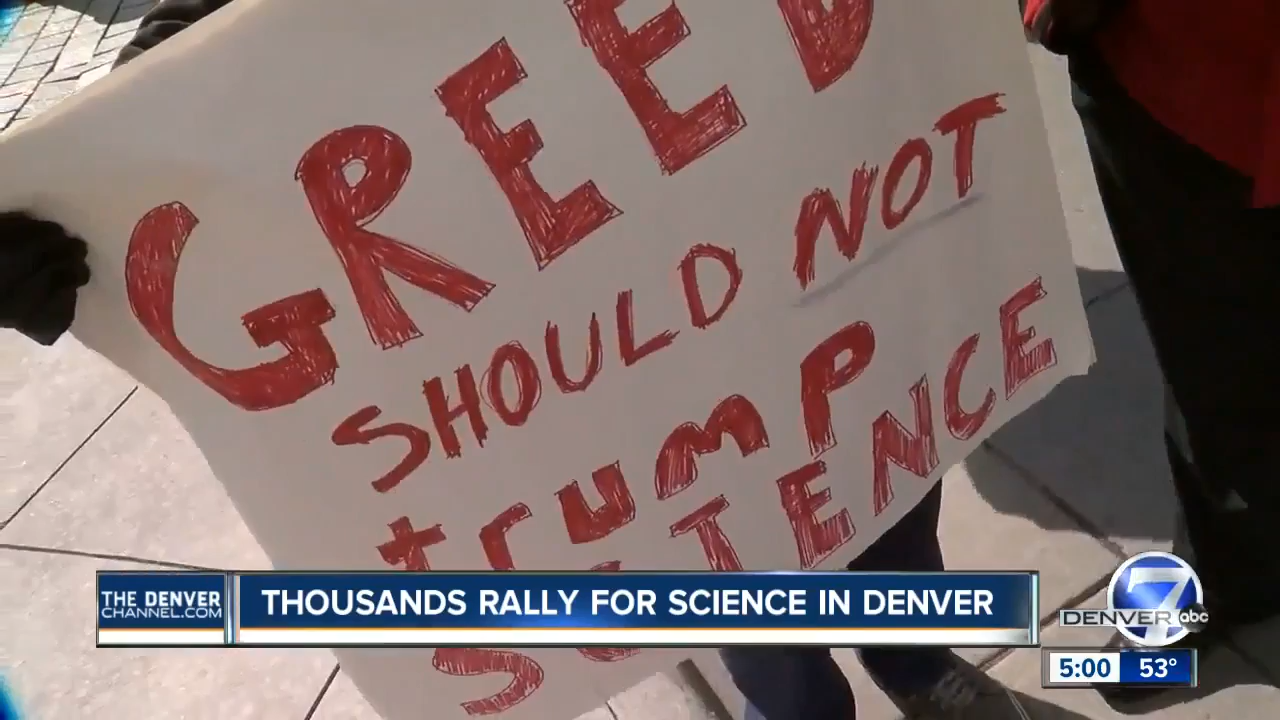 GREED
SHOULD NOT
trump
TENCE
THE DENVER
CHANNEL.COM
THOUSANDS RALLY FOR SCIENCE IN DENVER
DENVER 7 abc
5:00 53°